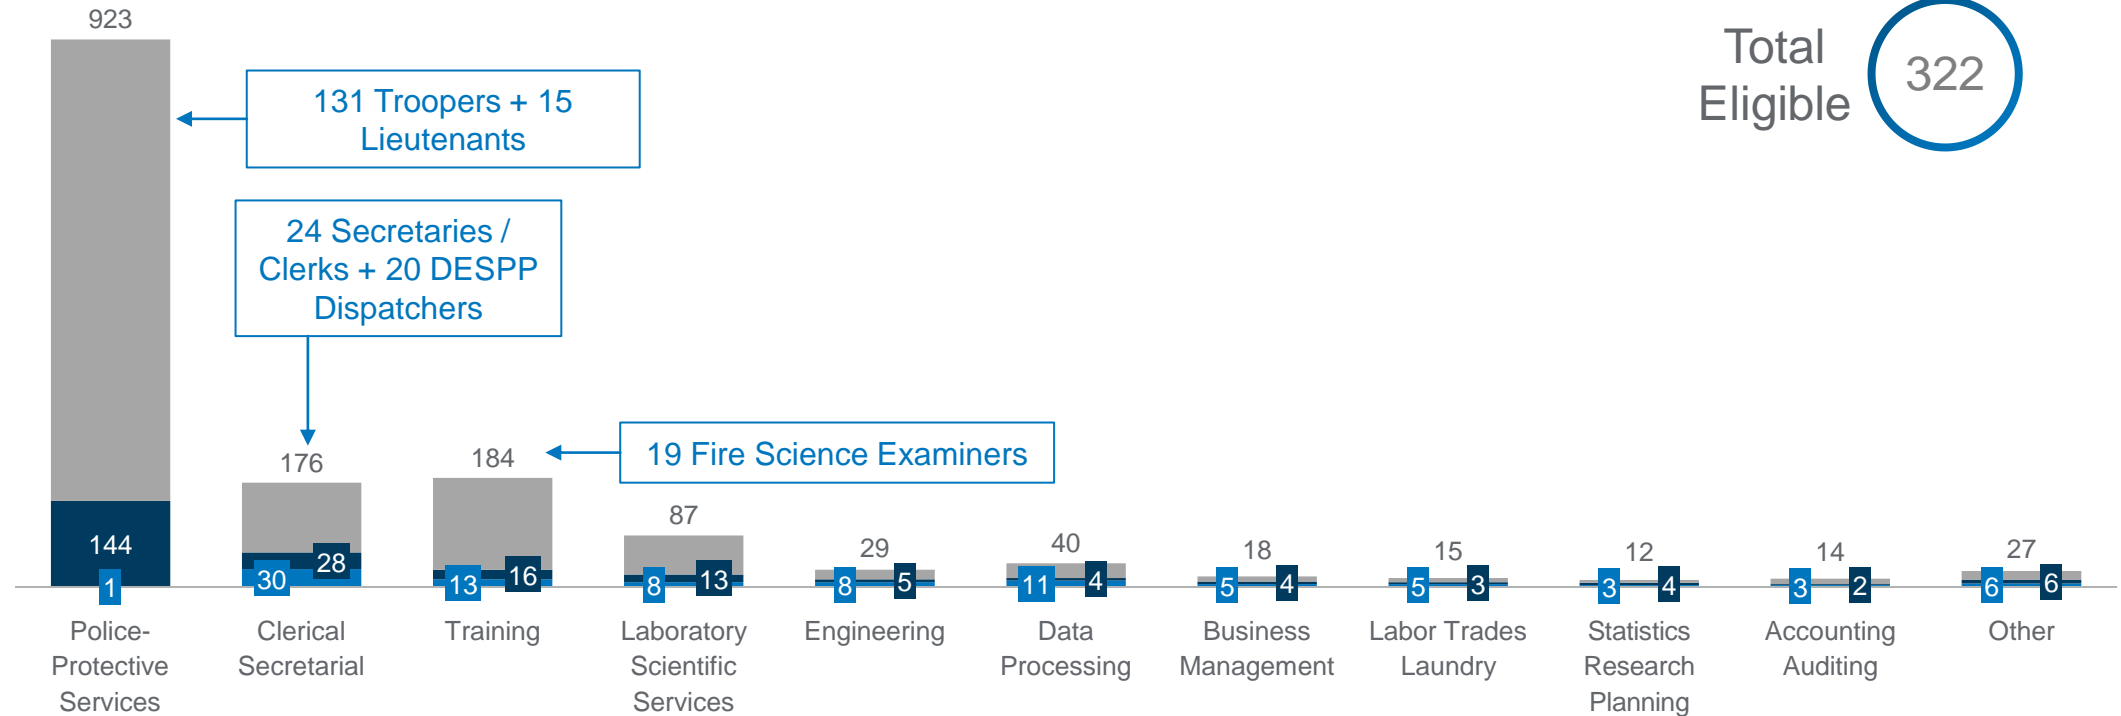 923
Total
Eligible
322
131 Troopers + 15
Lieutenants
24 Secretaries /
Clerks + 20 DESPP
Dispatchers
19 Fire Science Examiners
176
184
87
29
40
18
15
12
14
27
144
1
30
28
13
16
8
13
8
5
11
4
5
4
5
3
3
4
3
2
6
6
Police-
Protective
Services
Clerical
Secretarial
Training
Laboratory
Scientific
Services
Engineering
Data
Processing
Business
Management
Labor Trades
Laundry
Statistics
Research
Planning
Accounting
Auditing
Other